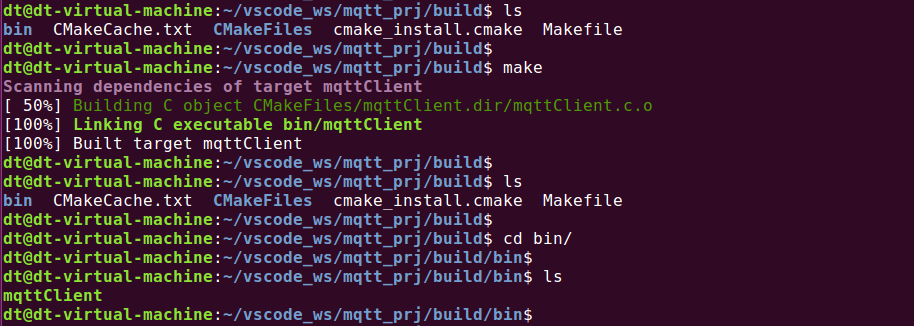 dt@dt-virtual-machine:~/vscode_ws/mqtt_prj/build$ ls
bin  CMakeCache.txt  CMakeFiles  cmake_install.cmake  Makefile
dt@dt-virtual-machine:~/vscode_ws/mqtt_prj/build$
dt@dt-virtual-machine:~/vscode_ws/mqtt_prj/build$ make
Scanning dependencies of target mqttClient
[ 50%] Building C object CMakeFiles/mqttClient.dir/mqttClient.c.o
[100%] Linking C executable bin/mqttClient
[100%] Built target mqttClient
dt@dt-virtual-machine:~/vscode_ws/mqtt_prj/build$
dt@dt-virtual-machine:~/vscode_ws/mqtt_prj/build$ ls
bin  CMakeCache.txt  CMakeFiles  cmake_install.cmake  Makefile
dt@dt-virtual-machine:~/vscode_ws/mqtt_prj/build$
dt@dt-virtual-machine:~/vscode_ws/mqtt_prj/build$ cd bin/
dt@dt-virtual-machine:~/vscode_ws/mqtt_prj/build/bin$
dt@dt-virtual-machine:~/vscode_ws/mqtt_prj/build/bin$ ls
mqttClient
dt@dt-virtual-machine:~/vscode_ws/mqtt_prj/build/bin$